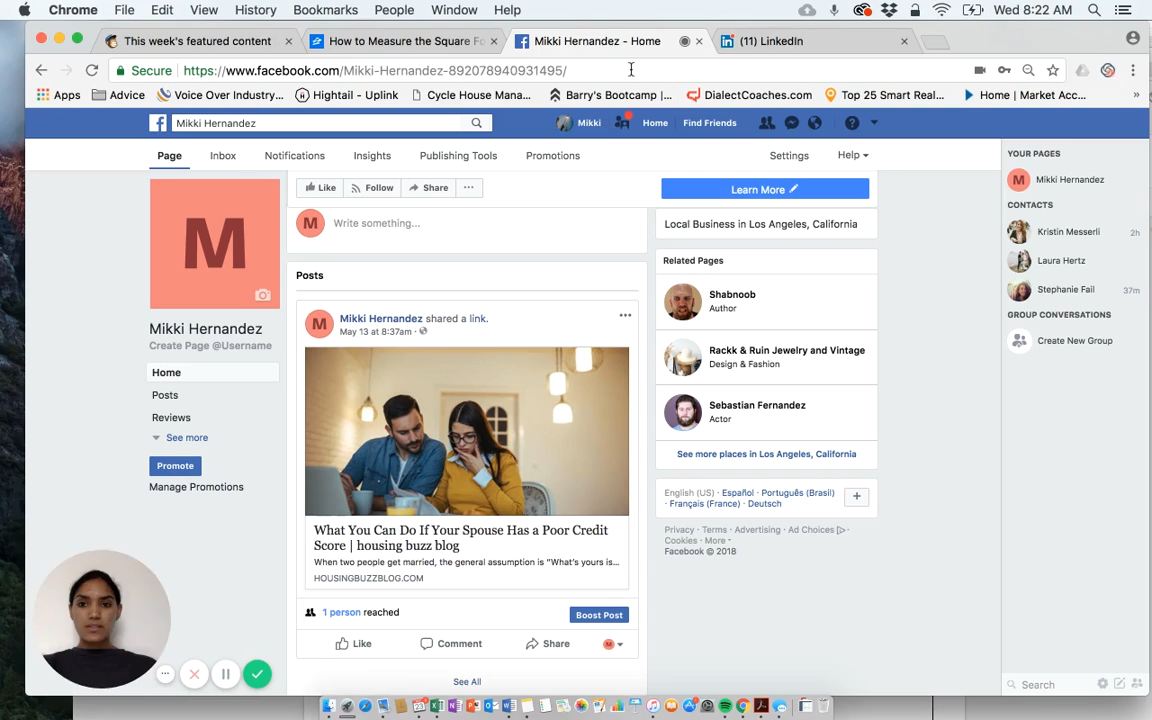 Chrome File Edit View History Bookmarks People Window Help Wed 8:22 AM
This week's featured content How to Measure the Square Fo Mikki Hernandez - Home (11) LinkedIn
Secure https://www.facebook.com/Mikki-Hernandez-892078940931495/
Apps Advice Voice Over Industry... Hightail - Uplink Cycle House Mana... Barry's Bootcamp |... DialectCoaches.com Top 25 Smart Real... Home | Market Acc... »
Mikki Hernandez Mikki Home Find Friends
Page Inbox Notifications Insights Publishing Tools Promotions Settings Help
YOUR PAGES
M Mikki Hernandez
CONTACTS
Kristin Messerli 2h
Laura Hertz
Stephanie Fail 37m
GROUP CONVERSATIONS
Create New Group
Search
M
Mikki Hernandez
Create Page @Username
Home
Posts
Reviews
See more
Promote
Manage Promotions
Like Follow Share ... Learn More
M Write something...
Posts
M Mikki Hernandez shared a link.
May 13 at 8:37am ·
What You Can Do If Your Spouse Has a Poor Credit
Score | housing buzz blog
When two people get married, the general assumption is "What's yours is...
HOUSINGBUZZBLOG.COM
1 person reached Boost Post
Like Comment Share
See All
Local Business in Los Angeles, California
Related Pages
Shabnoob
Author
Rackk & Ruin Jewelry and Vintage
Design & Fashion
Sebastian Fernandez
Actor
See more places in Los Angeles, California
English (US) · Español · Português (Brasil)
· Français (France) · Deutsch
Privacy · Terms · Advertising · Ad Choices ·
Cookies · More
Facebook © 2018